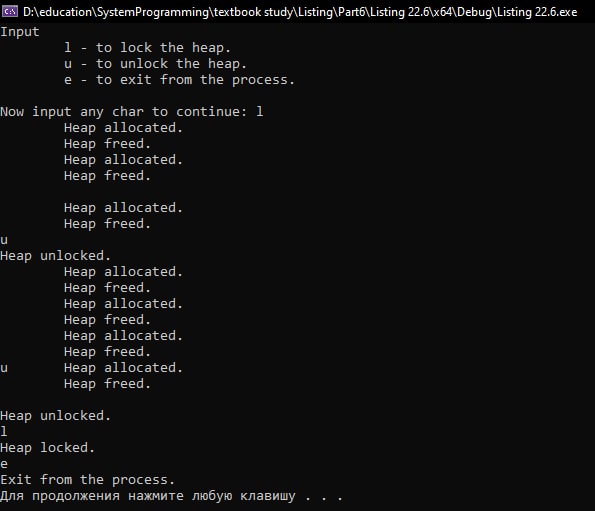 D:\education\SystemProgramming\textbook study\Listing\Part6\Listing 22.6\x64\Debug\Listing 22.6.exe
Input
l - to lock the heap.
u - to unlock the heap.
e - to exit from the process.
Now input any char to continue: l
Heap allocated.
Heap freed.
Heap allocated.
Heap freed.
Heap allocated.
Heap freed.
u
Heap unlocked.
Heap allocated.
Heap freed.
Heap allocated.
Heap freed.
Heap allocated.
Heap freed.
u Heap allocated.
Heap freed.
Heap unlocked.
l
Heap locked.
e
Exit from the process.
Для продолжения нажмите любую клавишу . . .